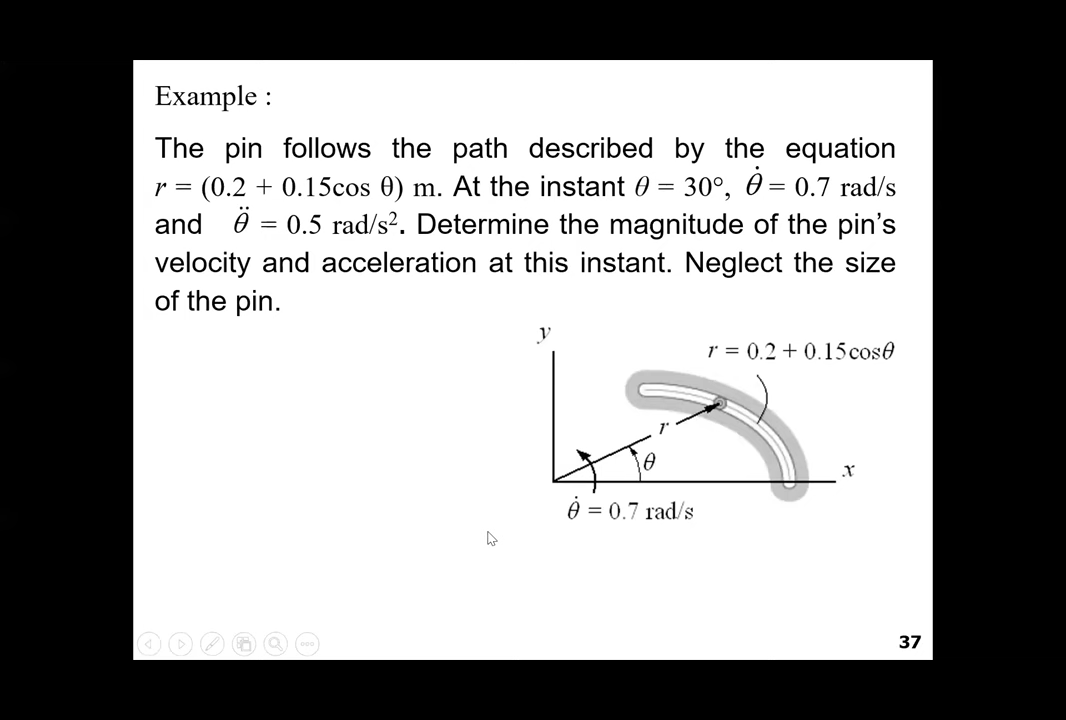 Example :
The pin follows the path described by the equation
r = (0.2 + 0.15cos θ) m. At the instant θ = 30°, θ̇ = 0.7 rad/s
and θ̈ = 0.5 rad/s². Determine the magnitude of the pin’s
velocity and acceleration at this instant. Neglect the size
of the pin.
y
r = 0.2 + 0.15cosθ
r
θ
x
θ̇ = 0.7 rad/s
37